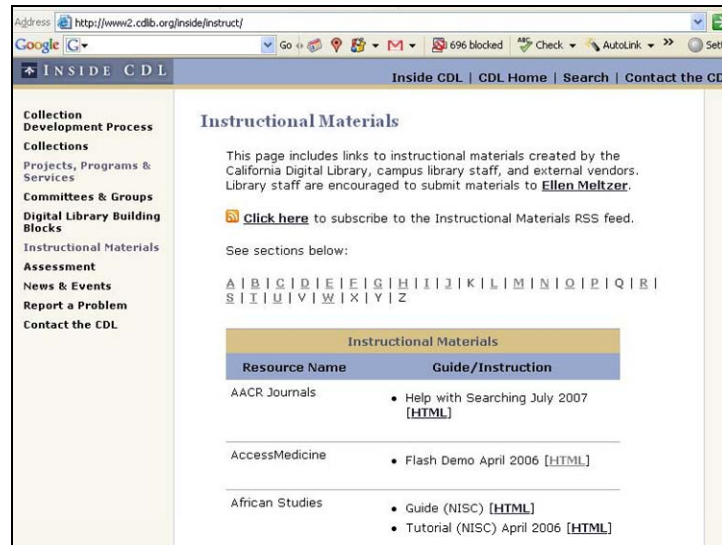 Address http://www2.cdlib.org/inside/instruct/
Google G Go 696 blocked ABC Check AutoLink »
INSIDE CDL
Inside CDL | CDL Home | Search | Contact the CD
Collection
Development Process
Collections
Projects, Programs &
Services
Committees & Groups
Digital Library Building
Blocks
Instructional Materials
Assessment
News & Events
Report a Problem
Contact the CDL
Instructional Materials
This page includes links to instructional materials created by the
California Digital Library, campus library staff, and external vendors.
Library staff are encouraged to submit materials to Ellen Meltzer.
Click here to subscribe to the Instructional Materials RSS feed.
See sections below:
A | B | C | D | E | F | G | H | I | J | K | L | M | N | O | P | Q | R |
S | T | U | V | W | X | Y | Z
Instructional Materials
Resource Name Guide/Instruction
AACR Journals
• Help with Searching July 2007
[HTML]
AccessMedicine
• Flash Demo April 2006 [HTML]
African Studies
• Guide (NISC) [HTML]
• Tutorial (NISC) April 2006 [HTML]